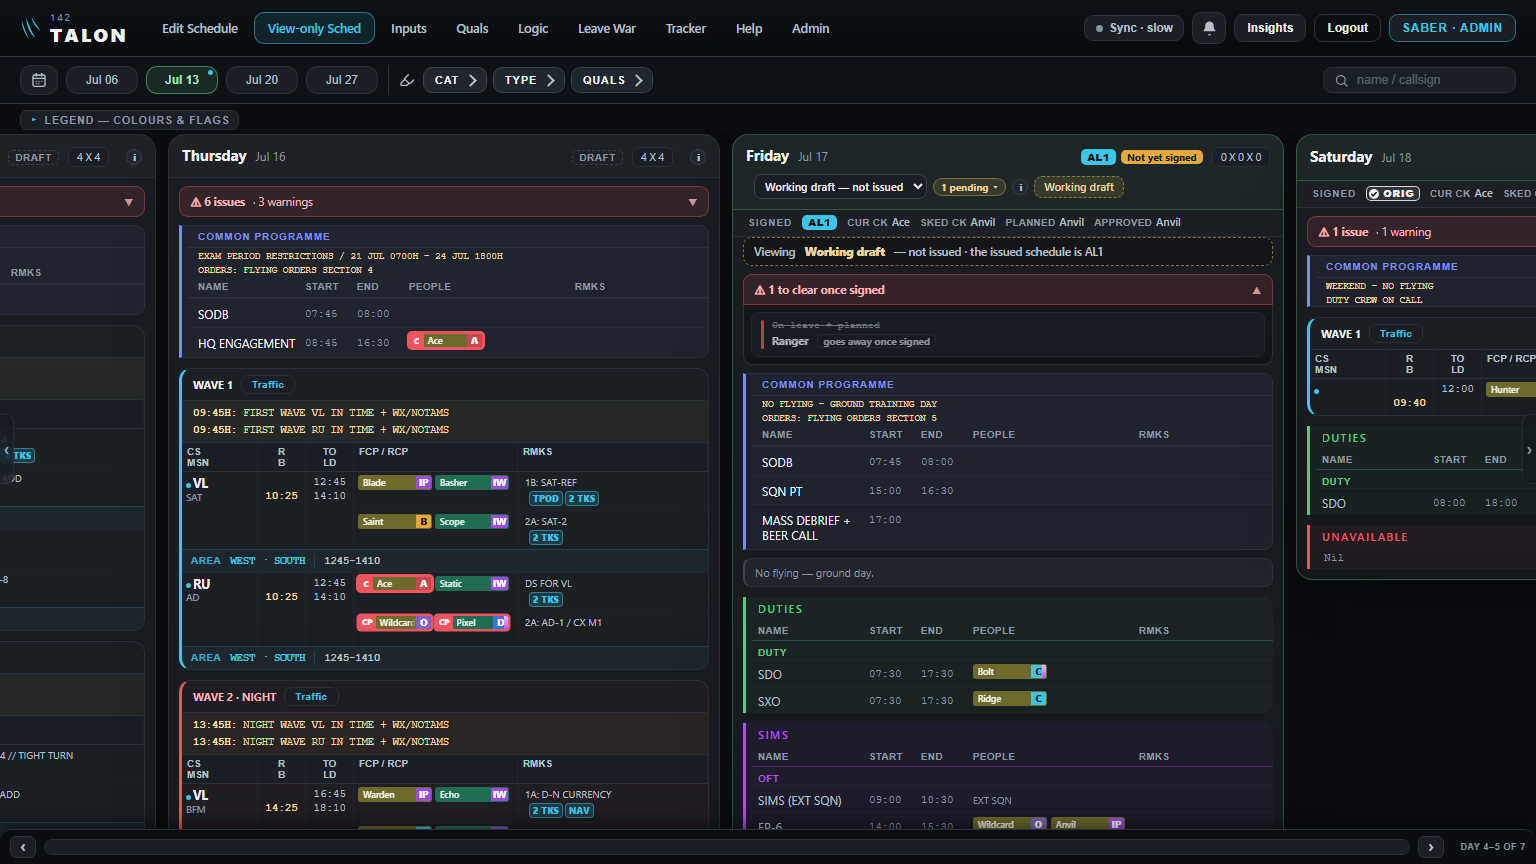 142
TALON
Edit Schedule
View-only Sched
Inputs
Quals
Logic
Leave War
Tracker
Help
Admin
Sync · slow
Insights
Logout
SABER · ADMIN
Jul 06
Jul 13
Jul 20
Jul 27
CAT
TYPE
QUALS
name / callsign
LEGEND — COLOURS & FLAGS
DRAFT
4X4
i
RMKS
TKS
4 // TIGHT TURN
ADD
Thursday Jul 16
DRAFT
4X4
i
6 issues · 3 warnings
COMMON PROGRAMME
EXAM PERIOD RESTRICTIONS / 21 JUL 0700H – 24 JUL 1800H
ORDERS: FLYING ORDERS SECTION 4
NAME START END PEOPLE RMKS
SODB 07:45 08:00
HQ ENGAGEMENT 08:45 16:30 C Ace A
WAVE 1 Traffic
09:45H: FIRST WAVE VL IN TIME + WX/NOTAMS
09:45H: FIRST WAVE RU IN TIME + WX/NOTAMS
CS R TO FCP / RCP RMKS
MSN B LD
VL 12:45 Blade IP Basher IW 1B: SAT-REF
SAT 10:25 14:10 TPOD 2 TKS
Saint B Scope IW 2A: SAT-2
2 TKS
AREA WEST · SOUTH 1245–1410
RU 12:45 C Ace A Static IW DS FOR VL
AD 10:25 14:10 2 TKS
CP Wildcard O CP Pixel D 2A: AD-1 / CX M1
AREA WEST · SOUTH 1245–1410
WAVE 2 · NIGHT Traffic
13:45H: NIGHT WAVE VL IN TIME + WX/NOTAMS
13:45H: NIGHT WAVE RU IN TIME + WX/NOTAMS
CS R TO FCP / RCP RMKS
MSN B LD
VL 16:45 Warden IP Echo IW 1A: D-N CURRENCY
BFM 14:25 18:10 2 TKS NAV
Friday Jul 17
AL1
Not yet signed
0X0X0
Working draft — not issued
1 pending
i
Working draft
SIGNED AL1 CUR CK Ace SKED CK Anvil PLANNED Anvil APPROVED Anvil
Viewing Working draft — not issued · the issued schedule is AL1
1 to clear once signed
On leave + planned
Ranger goes away once signed
COMMON PROGRAMME
NO FLYING – GROUND TRAINING DAY
ORDERS: FLYING ORDERS SECTION 5
NAME START END PEOPLE RMKS
SODB 07:45 08:00
SQN PT 15:00 16:30
MASS DEBRIEF + 17:00
BEER CALL
No flying — ground day.
DUTIES
NAME START END PEOPLE RMKS
DUTY
SDO 07:30 17:30 Bolt C
SXO 07:30 17:30 Ridge C
SIMS
NAME START END PEOPLE RMKS
OFT
SIMS (EXT SQN) 09:00 10:30 EXT SQN
EP-6 14:00 15:30 Wildcard O Anvil IP
Saturday Jul 18
SIGNED ORIG CUR CK Ace SKED
1 issue · 1 warning
COMMON PROGRAMME
WEEKEND – NO FLYING
DUTY CREW ON CALL
WAVE 1 Traffic
CS R TO FCP / RCP
MSN B LD
12:00 Hunter
09:40
DUTIES
NAME START END
DUTY
SDO 08:00 18:00
UNAVAILABLE
Nil
DAY 4–5 OF 7